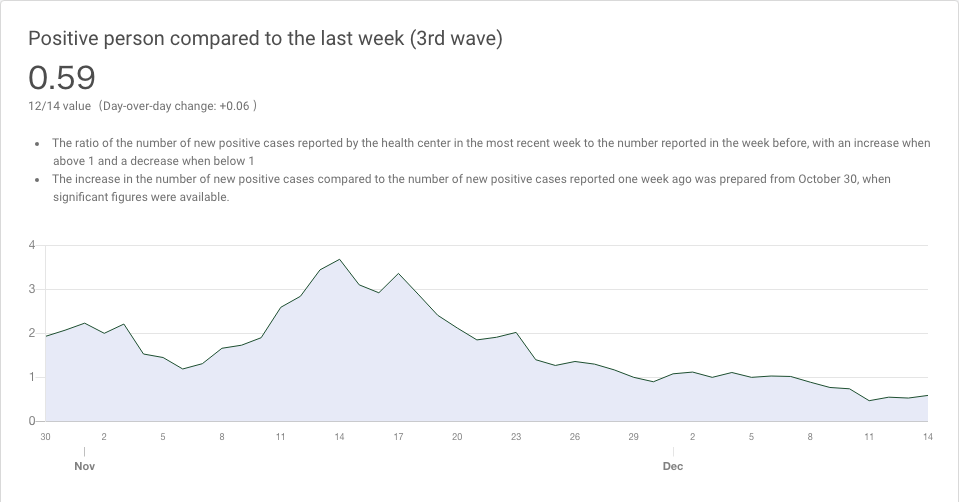 Positive person compared to the last week (3rd wave)
0.59
12/14 value （Day-over-day change: +0.06 ）
• The ratio of the number of new positive cases reported by the health center in the most recent week to the number reported in the week before, with an increase when
above 1 and a decrease when below 1
• The increase in the number of new positive cases compared to the number of new positive cases reported one week ago was prepared from October 30, when
significant figures were available.
4
3
2
1
0
30 2 5 8 11 14 17 20 23 26 29 2 5 8 11 14
Nov Dec